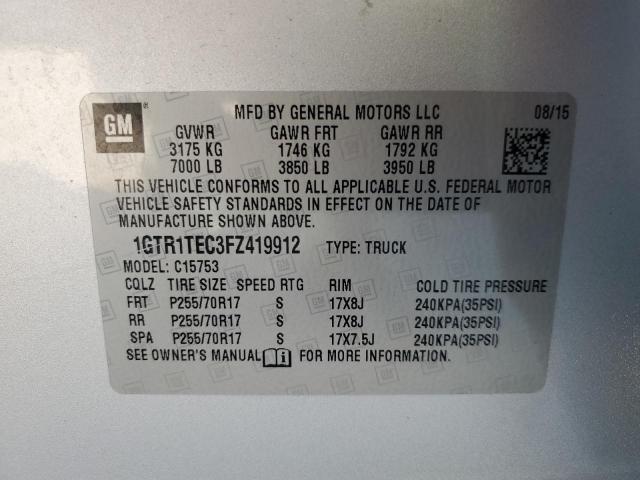 GM ® MFD BY GENERAL MOTORS LLC 08/15
GVWR GAWR FRT GAWR RR
3175 KG 1746 KG 1792 KG
7000 LB 3850 LB 3950 LB
THIS VEHICLE CONFORMS TO ALL APPLICABLE U.S. FEDERAL MOTOR
VEHICLE SAFETY STANDARDS IN EFFECT ON THE DATE OF
MANUFACTURE SHOWN ABOVE.
1GTR1TEC3FZ419912 TYPE: TRUCK
MODEL: C15753
CQLZ TIRE SIZE SPEED RTG RIM COLD TIRE PRESSURE
FRT P255/70R17 S 17X8J 240KPA(35PSI)
RR P255/70R17 S 17X8J 240KPA(35PSI)
SPA P255/70R17 S 17X7.5J 240KPA(35PSI)
SEE OWNER'S MANUAL FOR MORE INFORMATION.